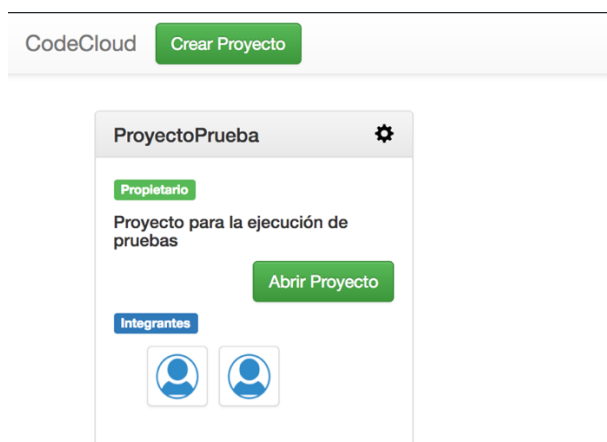 CodeCloud Crear Proyecto
ProyectoPrueba
Propietario
Proyecto para la ejecución de
pruebas
Abrir Proyecto
Integrantes